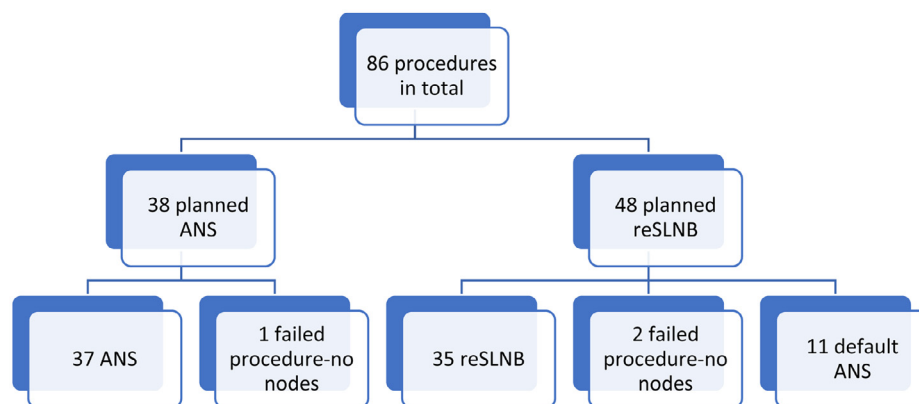 86 procedures
in total
38 planned
ANS
48 planned
reSLNB
37 ANS
1 failed
procedure-no
nodes
35 reSLNB
2 failed
procedure-no
nodes
11 default
ANS